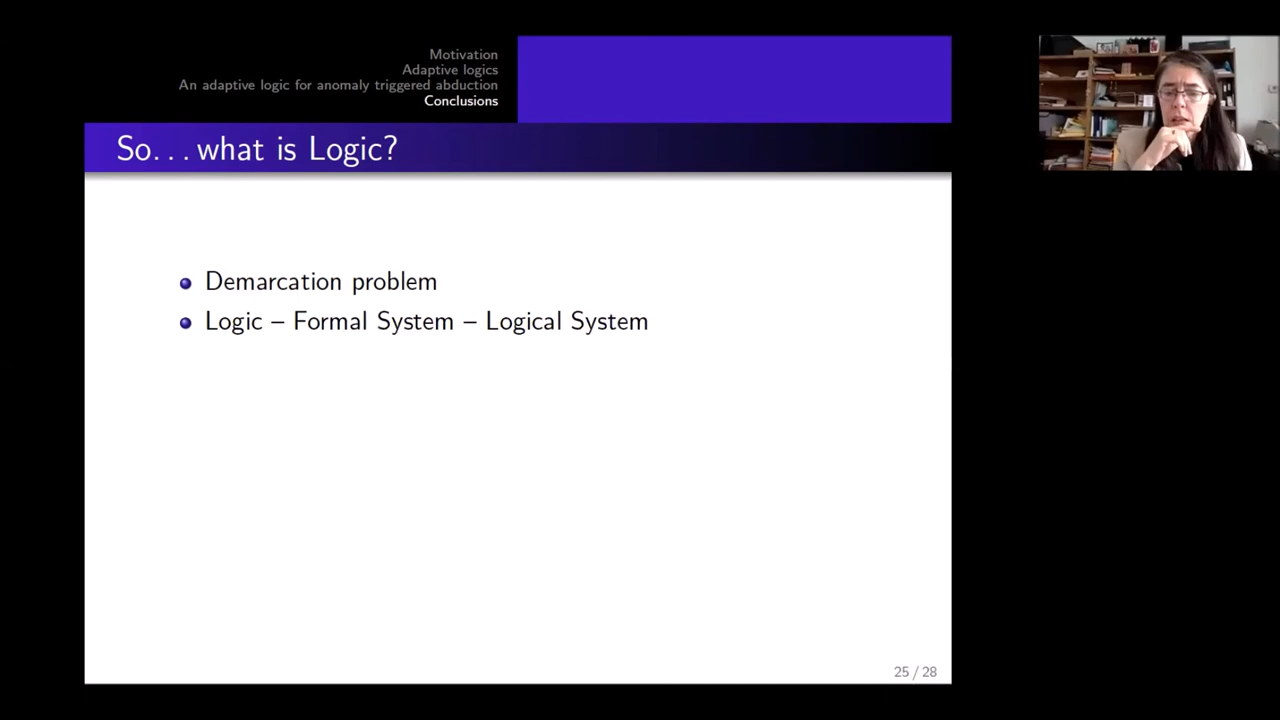 Motivation
Adaptive logics
An adaptive logic for anomaly triggered abduction
Conclusions
So. . . what is Logic?
Demarcation problem
Logic – Formal System – Logical System
25 / 28